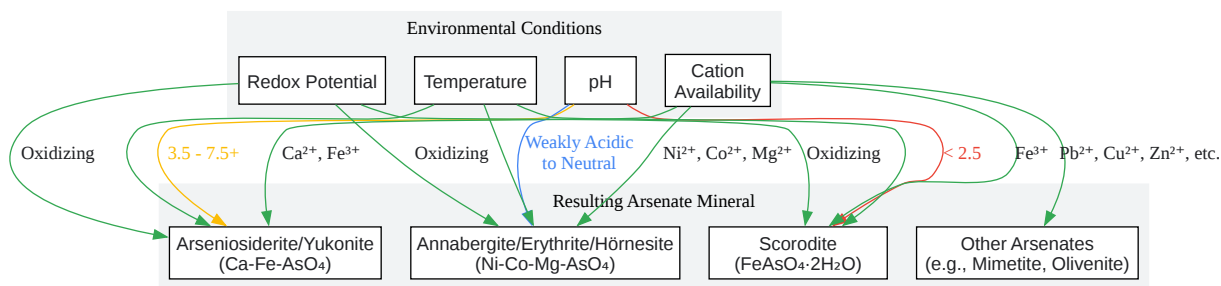 Environmental Conditions
Redox Potential
Temperature
pH
Cation
Availability
Oxidizing
3.5 - 7.5+
Ca²⁺, Fe³⁺
Oxidizing
Weakly Acidic
to Neutral
Ni²⁺, Co²⁺, Mg²⁺
Oxidizing
< 2.5
Fe³⁺
Pb²⁺, Cu²⁺, Zn²⁺, etc.
Resulting Arsenate Mineral
Arseniosiderite/Yukonite
(Ca-Fe-AsO₄)
Annabergite/Erythrite/Hörnesite
(Ni-Co-Mg-AsO₄)
Scorodite
(FeAsO₄·2H₂O)
Other Arsenates
(e.g., Mimetite, Olivenite)